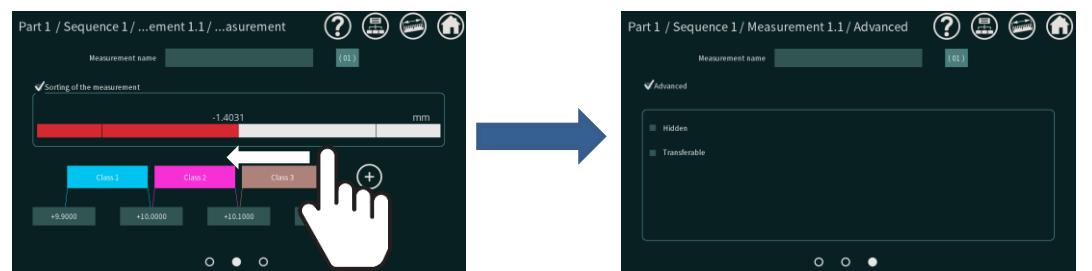 Part 1 / Sequence 1 / ...ement 1.1 / ...asurement
Measurement name
( 01 )
Sorting of the measurement
-1.4031 mm
Class 1 Class 2 Class 3
+9.9000 +10.0000 +10.1000
Part 1 / Sequence 1 / Measurement 1.1 / Advanced
Measurement name
( 01 )
Advanced
Hidden
Transferable